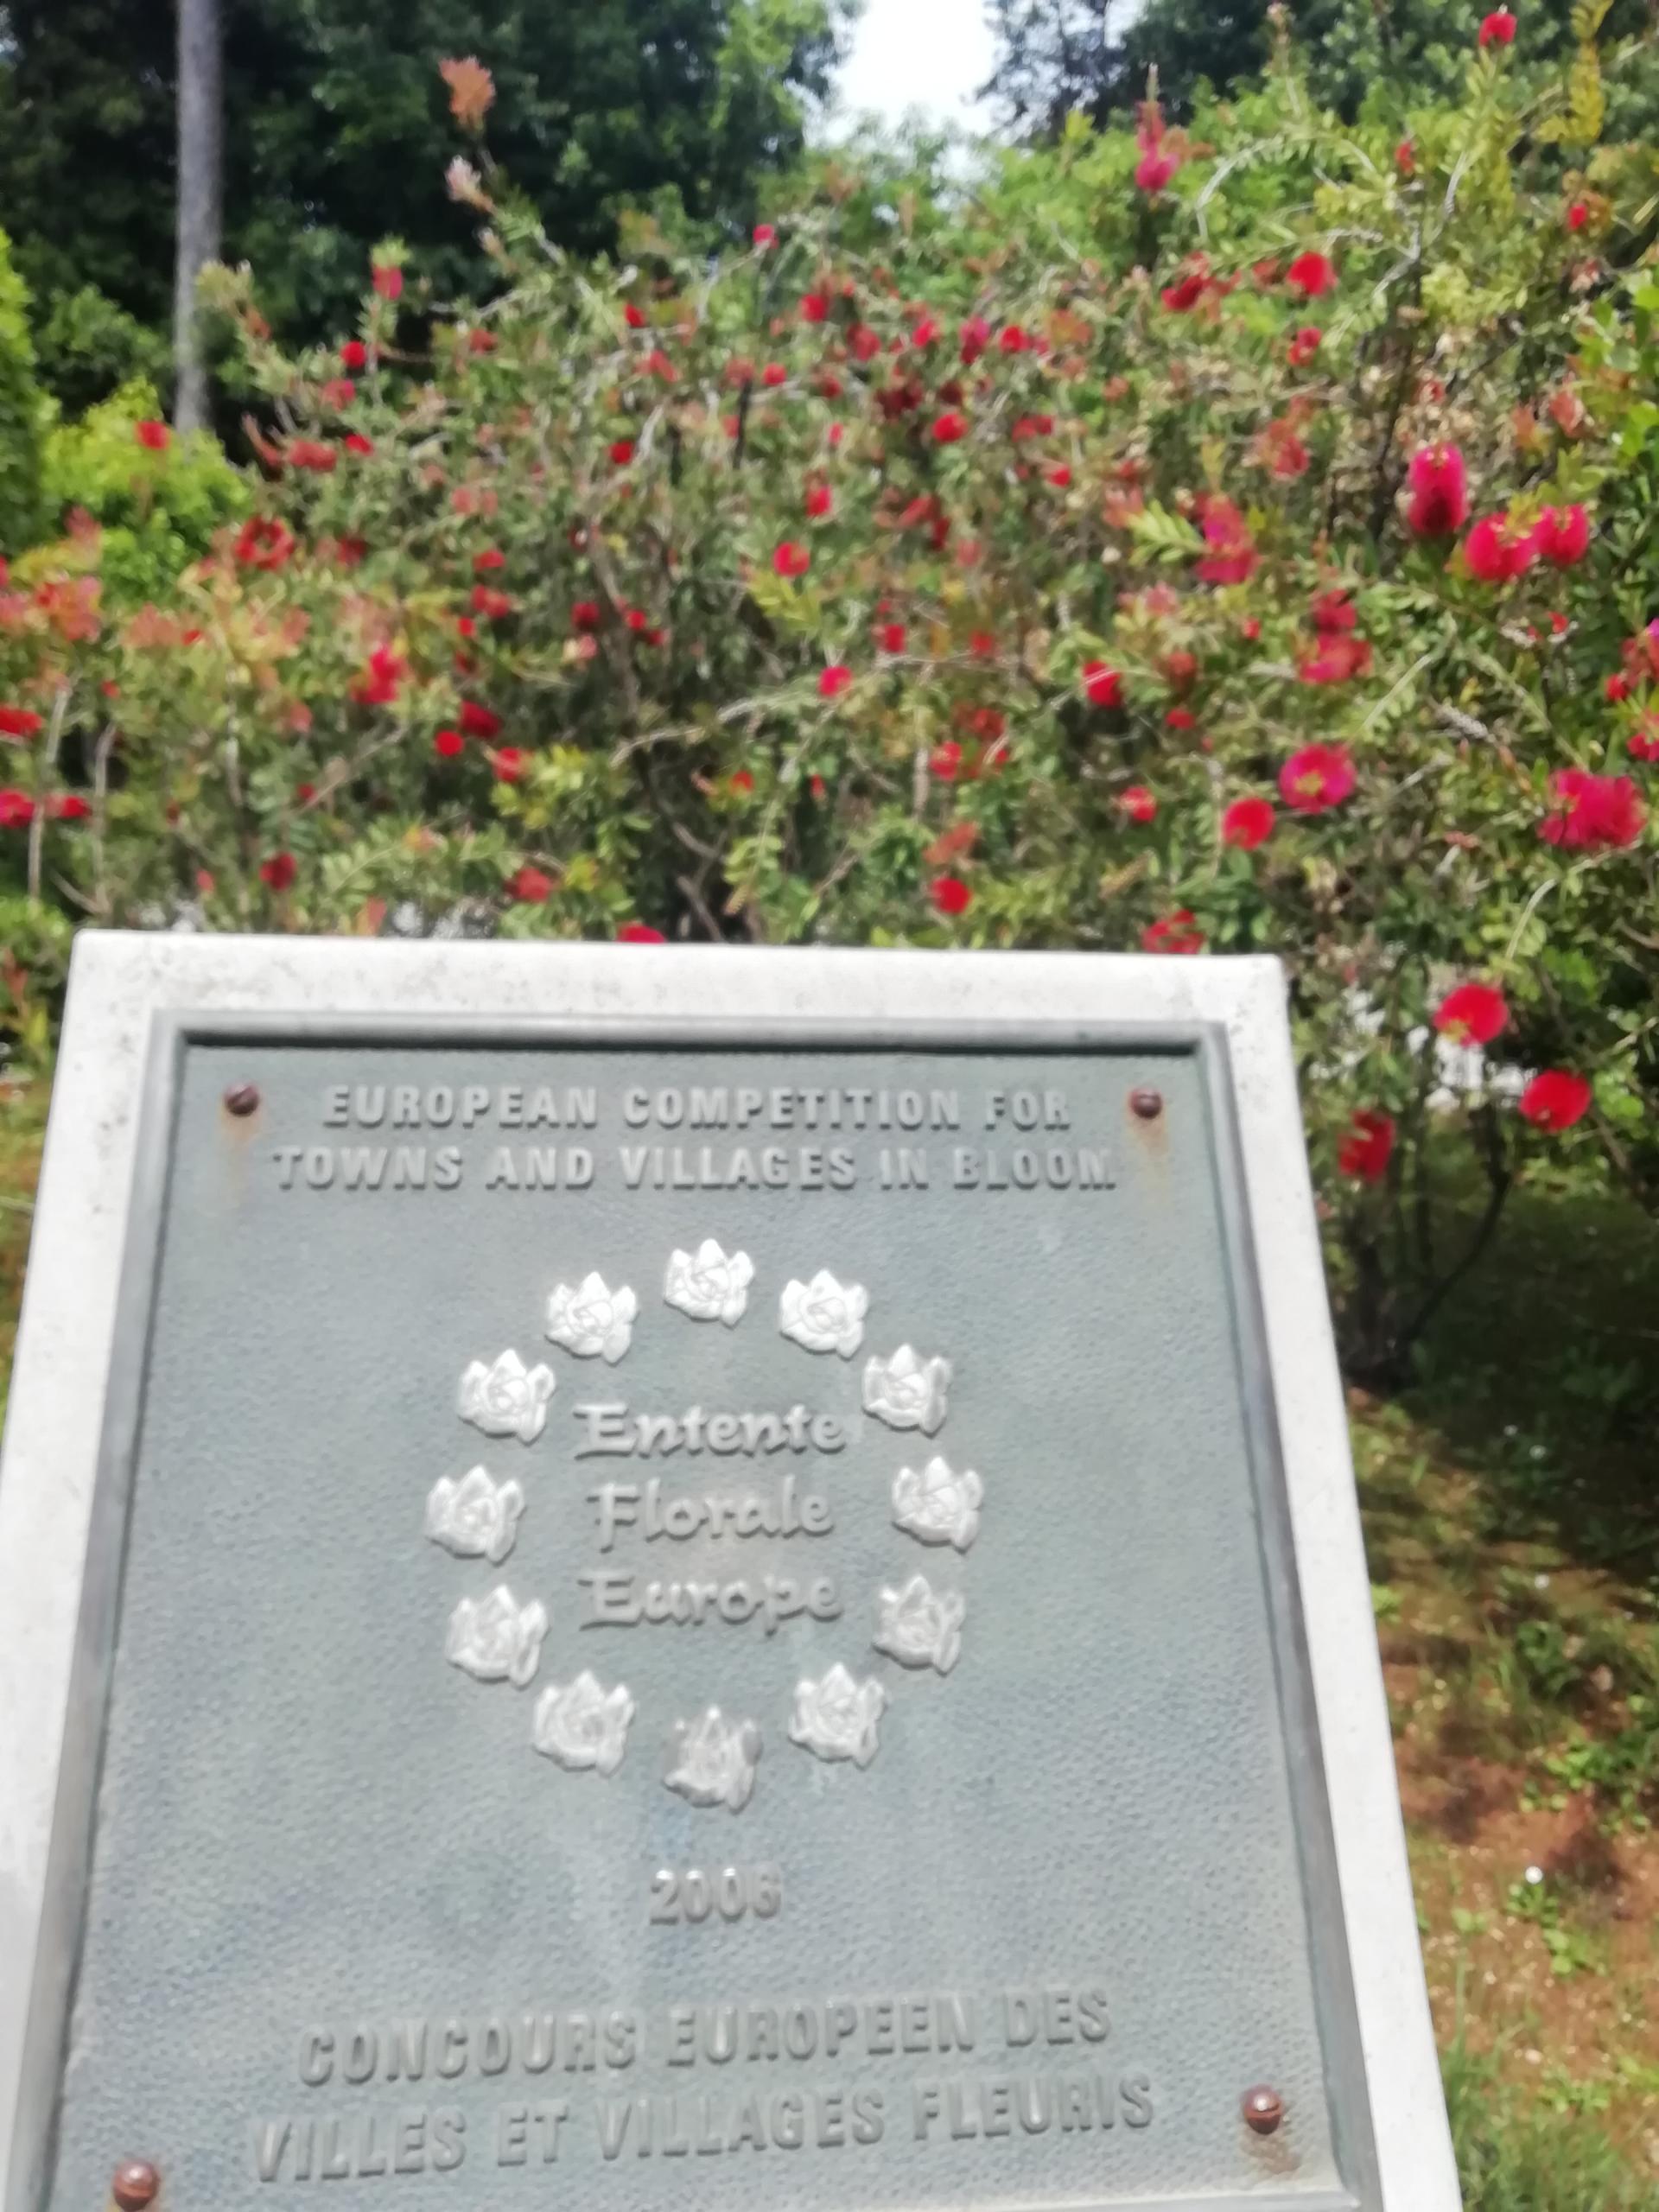 EUROPEAN COMPETITION FOR
TOWNS AND VILLAGES IN BLOOM
Entente
Florale
Europe
2006
CONCOURS EUROPEEN DES
VILLES ET VILLAGES FLEURIS